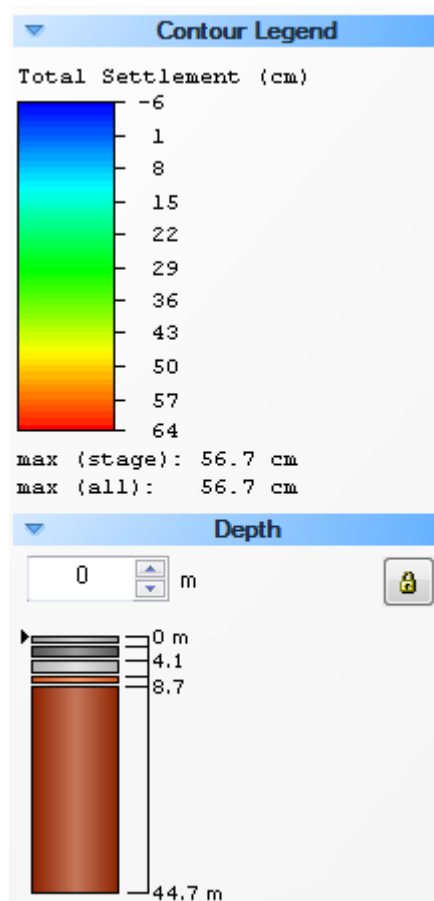 Contour Legend
Total Settlement (cm)
-6
1
8
15
22
29
36
43
50
57
64
max (stage): 56.7 cm
max (all): 56.7 cm
Depth
0 m
0 m
4.1
8.7
44.7 m